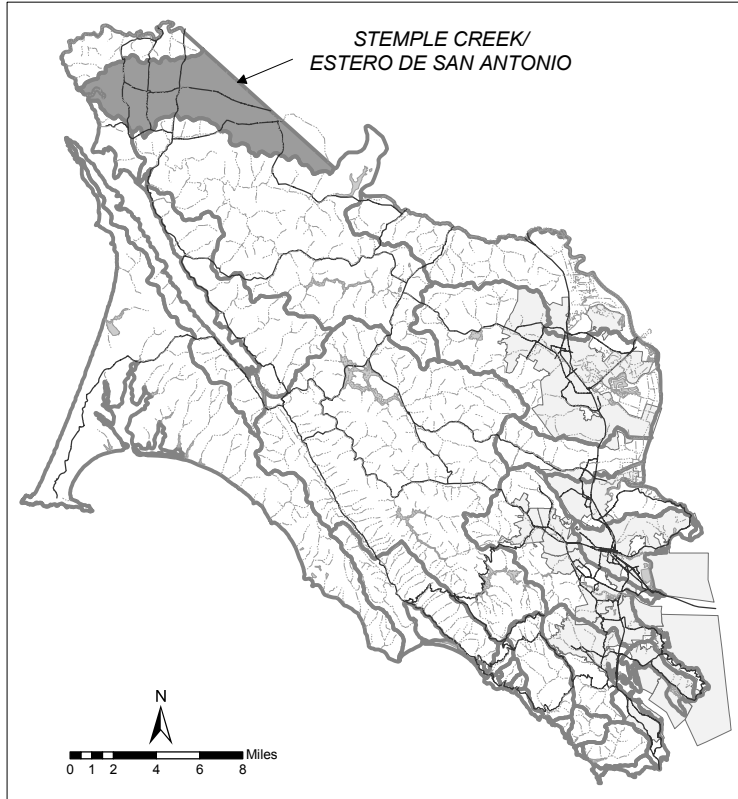 STEMPLE CREEK/
ESTERO DE SAN ANTONIO
N
Miles
0 1 2 4 6 8